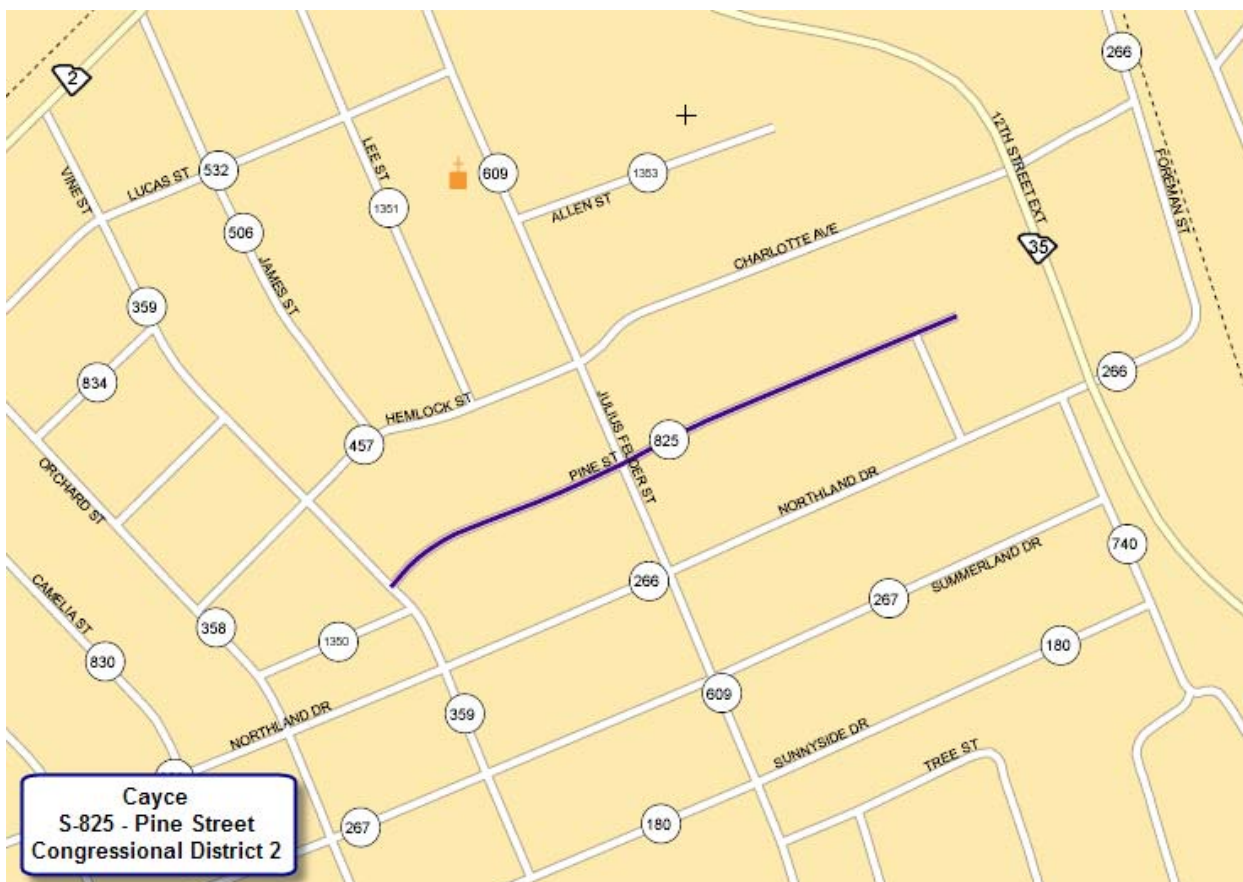 2
266
12TH STREET EXT
VINE ST
LUCAS ST
532
LEE ST
609
1353
FOREMAN ST
1351
ALLEN ST
506
CHARLOTTE AVE
35
JAMES ST
359
834
266
HEMLOCK ST
JULIUS FELDER ST
457
825
PINE ST
ORCHARD ST
NORTHLAND DR
740
SUMMERLAND DR
CAMELIA ST
266
267
358
1350
180
830
609
NORTHLAND DR
359
SUNNYSIDE DR
TREE ST
267
180
Cayce
S-825 - Pine Street
Congressional District 2